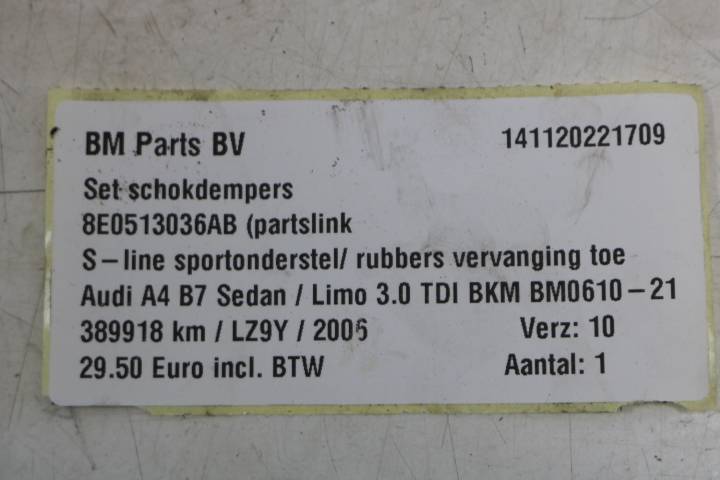 BM Parts BV 141120221709
Set schokdempers
8E0513036AB (partslink
S-line sportonderstel/ rubbers vervanging toe
Audi A4 B7 Sedan / Limo 3.0 TDI BKM BM0610-21
389918 km / LZ9Y / 2006 Verz: 10
29.50 Euro incl. BTW Aantal: 1